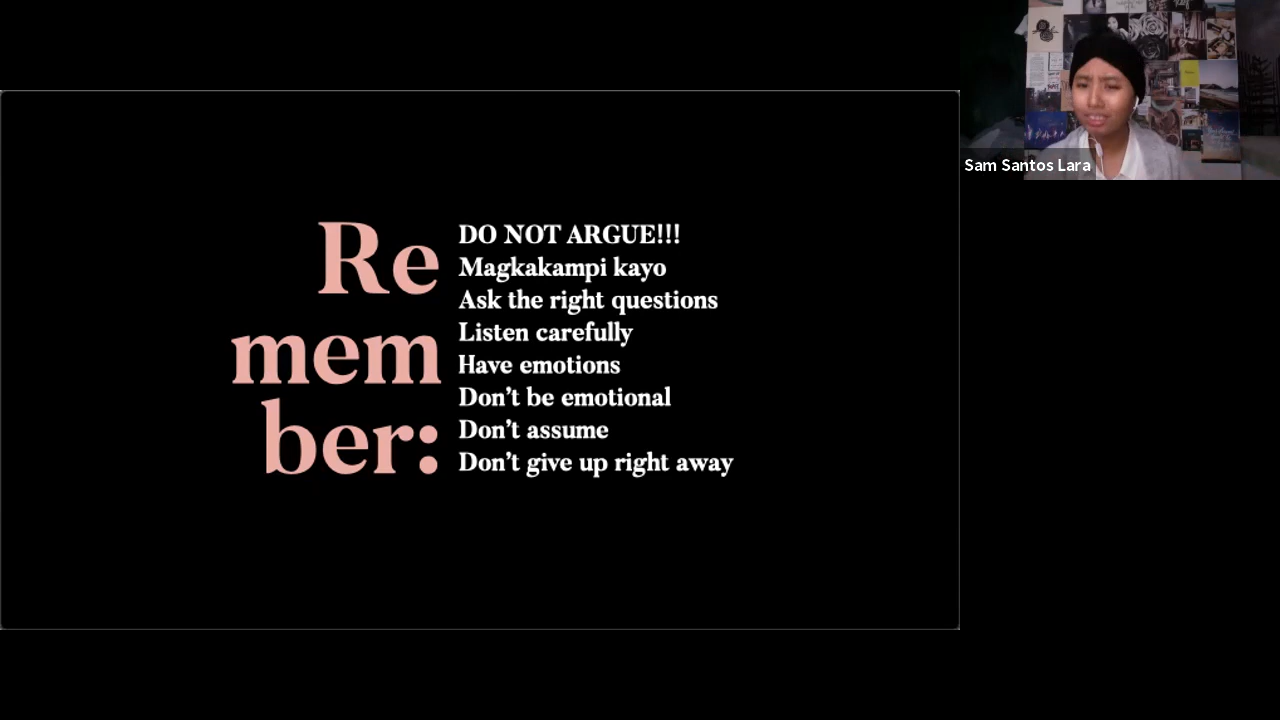 Re
mem
ber:
DO NOT ARGUE!!!
Magkakampi kayo
Ask the right questions
Listen carefully
Have emotions
Don't be emotional
Don't assume
Don't give up right away
Sam Santos Lara